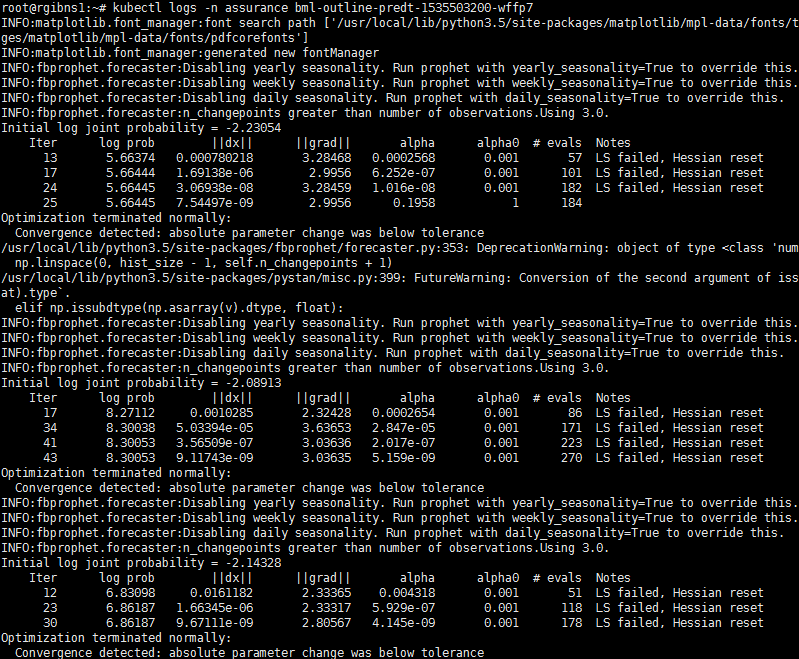 root@rgibns1:~# kubectl logs -n assurance bml-outline-predt-1535503200-wffp7
INFO:matplotlib.font_manager:font search path ['/usr/local/lib/python3.5/site-packages/matplotlib/mpl-data/fonts/t
ges/matplotlib/mpl-data/fonts/pdfcorefonts']
INFO:matplotlib.font_manager:generated new fontManager
INFO:fbprophet.forecaster:Disabling yearly seasonality. Run prophet with yearly_seasonality=True to override this.
INFO:fbprophet.forecaster:Disabling weekly seasonality. Run prophet with weekly_seasonality=True to override this.
INFO:fbprophet.forecaster:Disabling daily seasonality. Run prophet with daily_seasonality=True to override this.
INFO:fbprophet.forecaster:n_changepoints greater than number of observations.Using 3.0.
Initial log joint probability = -2.23054
Iter log prob ||dx|| ||grad|| alpha alpha0 # evals Notes
13 5.66374 0.000780218 3.28468 0.0002568 0.001 57 LS failed, Hessian reset
17 5.66444 1.69138e-06 2.9956 6.252e-07 0.001 101 LS failed, Hessian reset
24 5.66445 3.06938e-08 3.28459 1.016e-08 0.001 182 LS failed, Hessian reset
25 5.66445 7.54497e-09 2.9956 0.1958 1 184
Optimization terminated normally:
Convergence detected: absolute parameter change was below tolerance
/usr/local/lib/python3.5/site-packages/fbprophet/forecaster.py:353: DeprecationWarning: object of type <class 'num
np.linspace(0, hist_size - 1, self.n_changepoints + 1)
/usr/local/lib/python3.5/site-packages/pystan/misc.py:399: FutureWarning: Conversion of the second argument of iss
at).type`.
elif np.issubdtype(np.asarray(v).dtype, float):
INFO:fbprophet.forecaster:Disabling yearly seasonality. Run prophet with yearly_seasonality=True to override this.
INFO:fbprophet.forecaster:Disabling weekly seasonality. Run prophet with weekly_seasonality=True to override this.
INFO:fbprophet.forecaster:Disabling daily seasonality. Run prophet with daily_seasonality=True to override this.
INFO:fbprophet.forecaster:n_changepoints greater than number of observations.Using 3.0.
Initial log joint probability = -2.08913
Iter log prob ||dx|| ||grad|| alpha alpha0 # evals Notes
17 8.27112 0.0010285 2.32428 0.0002654 0.001 86 LS failed, Hessian reset
34 8.30038 5.03394e-05 3.63653 2.847e-05 0.001 171 LS failed, Hessian reset
41 8.30053 3.56509e-07 3.03636 2.017e-07 0.001 223 LS failed, Hessian reset
43 8.30053 9.11743e-09 3.03635 5.159e-09 0.001 270 LS failed, Hessian reset
Optimization terminated normally:
Convergence detected: absolute parameter change was below tolerance
INFO:fbprophet.forecaster:Disabling yearly seasonality. Run prophet with yearly_seasonality=True to override this.
INFO:fbprophet.forecaster:Disabling weekly seasonality. Run prophet with weekly_seasonality=True to override this.
INFO:fbprophet.forecaster:Disabling daily seasonality. Run prophet with daily_seasonality=True to override this.
INFO:fbprophet.forecaster:n_changepoints greater than number of observations.Using 3.0.
Initial log joint probability = -2.14328
Iter log prob ||dx|| ||grad|| alpha alpha0 # evals Notes
12 6.83098 0.0161182 2.33365 0.004318 0.001 51 LS failed, Hessian reset
23 6.86187 1.66345e-06 2.33317 5.929e-07 0.001 118 LS failed, Hessian reset
30 6.86187 9.67111e-09 2.80567 4.145e-09 0.001 178 LS failed, Hessian reset
Optimization terminated normally:
Convergence detected: absolute parameter change was below tolerance